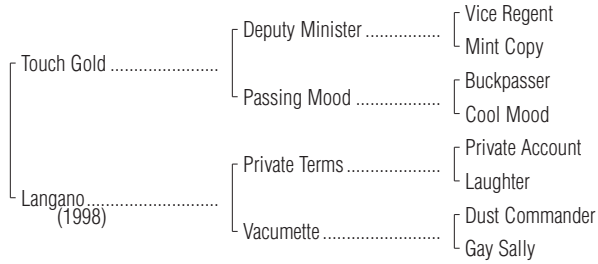 Vice Regent
Deputy Minister ..................
Mint Copy
Touch Gold ..........................
Buckpasser
Passing Mood ....................
Cool Mood
Private Account
Private Terms ......................
Laughter
Langano................................
(1998)
Dust Commander
Vacumette............................
Gay Sally